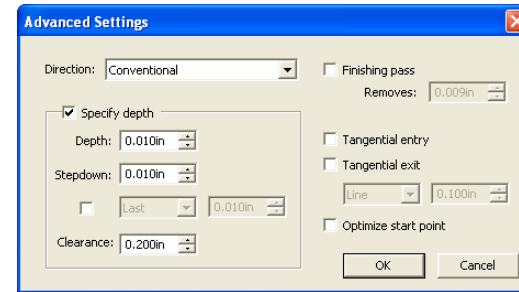 Advanced Settings
Direction: Conventional
Finishing pass
Removes: 0.009in
Specify depth
Depth: 0.010in
Tangential entry
Stepdown: 0.010in
Tangential exit
Last 0.010in
Line 0.100in
Clearance: 0.200in
Optimize start point
OK Cancel